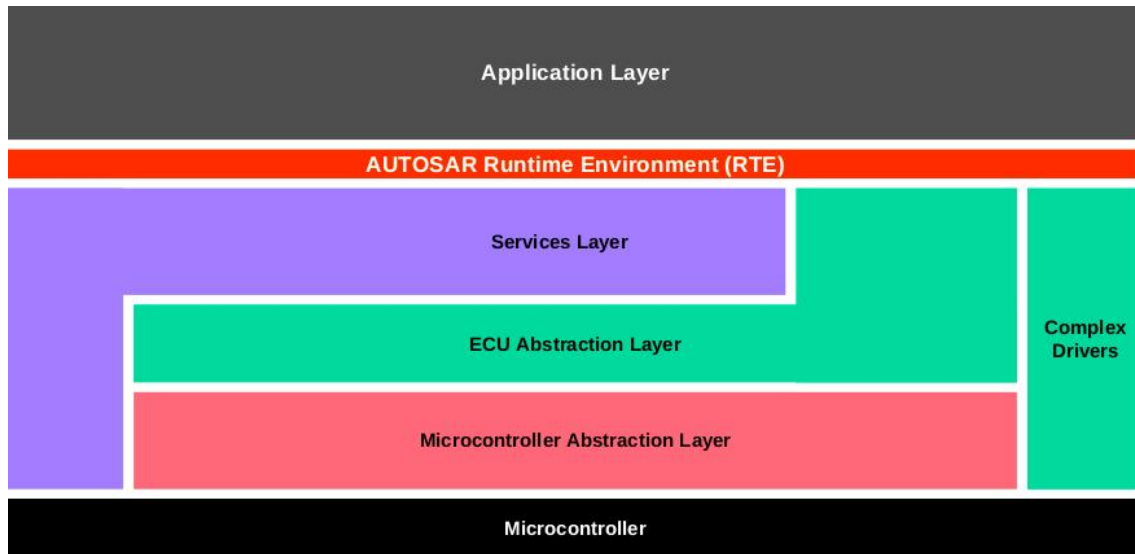 Application Layer
AUTOSAR Runtime Environment (RTE)
Services Layer
ECU Abstraction Layer
Complex
Drivers
Microcontroller Abstraction Layer
Microcontroller